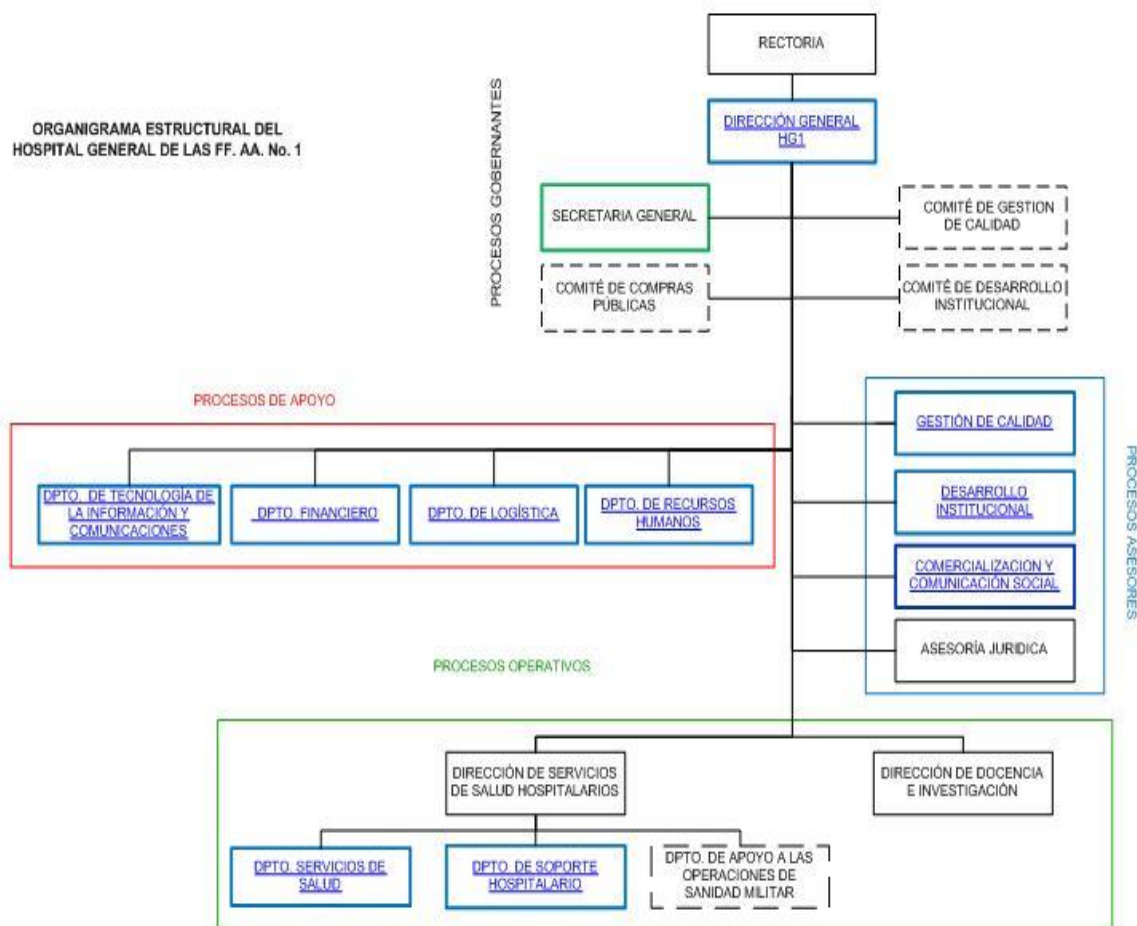 RECTORIA
DIRECCIÓN GENERAL
HG1
ORGANIGRAMA ESTRUCTURAL DEL
HOSPITAL GENERAL DE LAS FF. AA. No. 1
PROCESOS GOBERNANTES
SECRETARIA GENERAL
COMITÉ DE GESTION
DE CALIDAD
COMITÉ DE COMPRAS
PÚBLICAS
COMITÉ DE DESARROLLO
INSTITUCIONAL
PROCESOS DE APOYO
DPTO. DE TECNOLOGÍA DE
LA INFORMACIÓN Y
COMUNICACIONES
DPTO. FINANCIERO
DPTO. DE LOGÍSTICA
DPTO. DE RECURSOS
HUMANOS
GESTIÓN DE CALIDAD
DESARROLLO
INSTITUCIONAL
COMERCIALIZACION Y
COMUNICACIÓN SOCIAL
ASESORÍA JURIDICA
PROCESOS ASESORES
PROCESOS OPERATIVOS
DIRECCIÓN DE SERVICIOS
DE SALUD HOSPITALARIOS
DIRECCIÓN DE DOCENCIA
E INVESTIGACIÓN
DPTO. SERVICIOS DE
SALUD
DPTO. DE SOPORTE
HOSPITALARIO
DPTO. DE APOYO A LAS
OPERACIONES DE
SANIDAD MILITAR